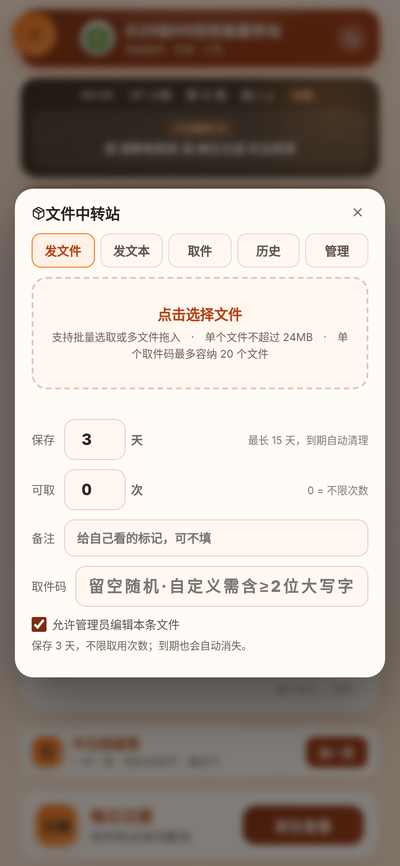 文件中转站
发文件
发文本
取件
历史
管理
点击选择文件
支持批量选取或多文件拖入 · 单个文件不超过 24MB · 单
个取件码最多容纳 20 个文件
保存 3 天 最长 15 天，到期自动清理
可取 0 次 0 = 不限次数
备注 给自己看的标记，可不填
取件码 留空随机·自定义需含≥2位大写字
允许管理员编辑本条文件
保存 3 天，不限取用次数；到期也会自动消失。